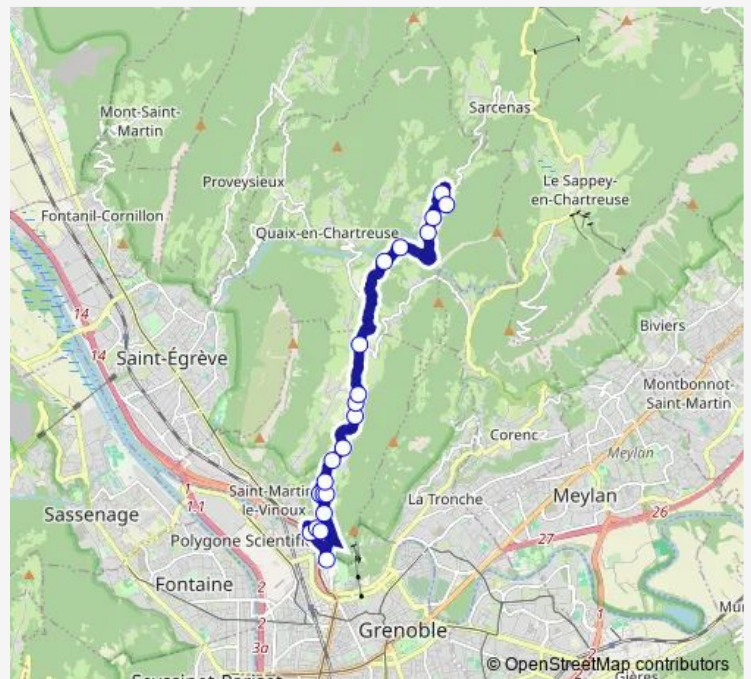 Sarcenas
Mont-Saint-
Martin
Proveysieux
Le Sappey-
en-Chartreuse
Fontanil-Cornillon
Quaix-en-Chartreuse
14
14
Biviers
Saint-Égrève
Montbonnot-
Saint-Martin
Corenc
Meylan
1
Saint-Martin
le-Vinoux
La Tronche
Meylan
1.1
26
Sassenage
Polygone Scientifi
27
Fontaine
2
2
1
Grenoble
3a
© OpenStreetMap contributors
Gières